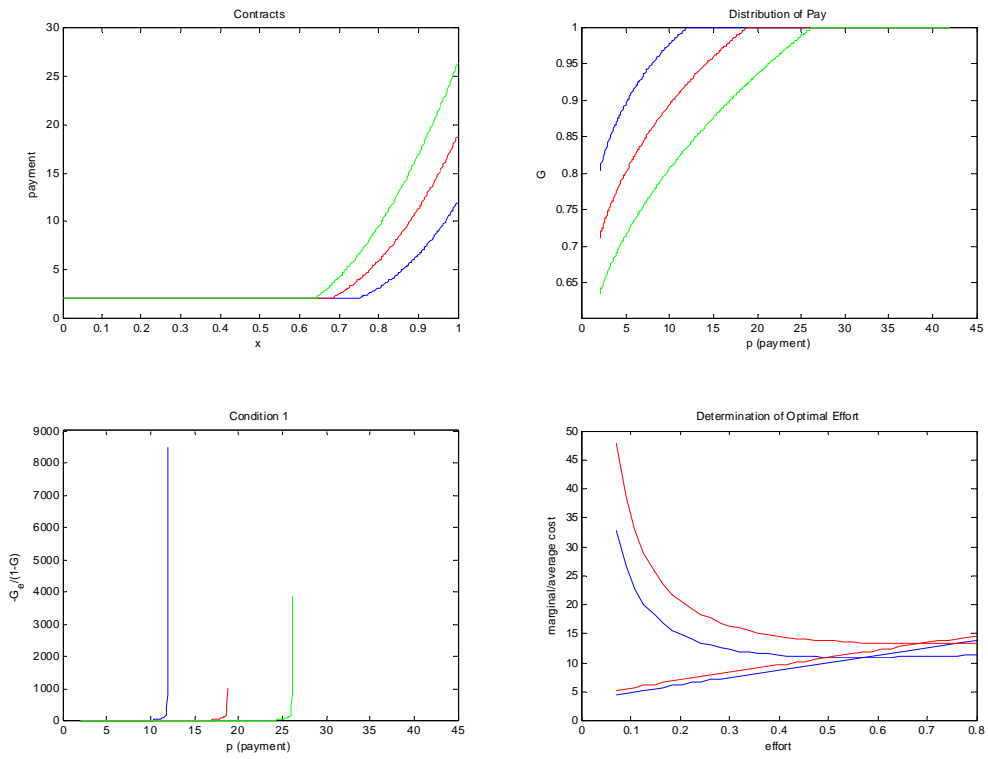 Contracts
30
25
20
15
10
5
0
payment
0 0.1 0.2 0.3 0.4 0.5 0.6 0.7 0.8 0.9 1
x
Distribution of Pay
1
0.95
0.9
0.85
0.8
0.75
0.7
0.65
G
0 5 10 15 20 25 30 35 40 45
p (payment)
Condition 1
9000
8000
7000
6000
5000
4000
3000
2000
1000
0
-G_e/(1-G)
0 5 10 15 20 25 30 35 40 45
p (payment)
Determination of Optimal Effort
50
45
40
35
30
25
20
15
10
5
0
marginal/average cost
0 0.1 0.2 0.3 0.4 0.5 0.6 0.7 0.8
effort